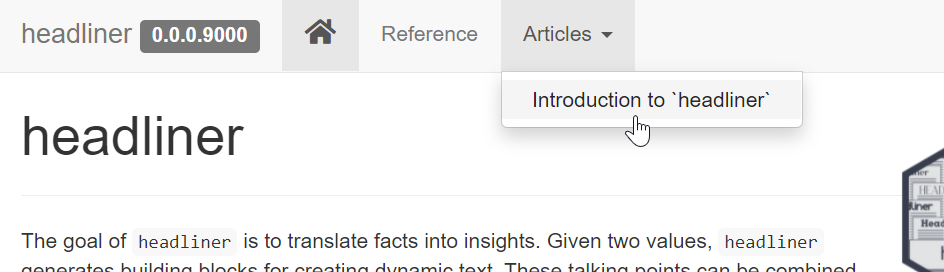 headliner 0.0.0.9000 Reference Articles
Introduction to `headliner`
headliner
The goal of headliner is to translate facts into insights. Given two values, headliner
generates building blocks for creating dynamic text. These talking points can be combined